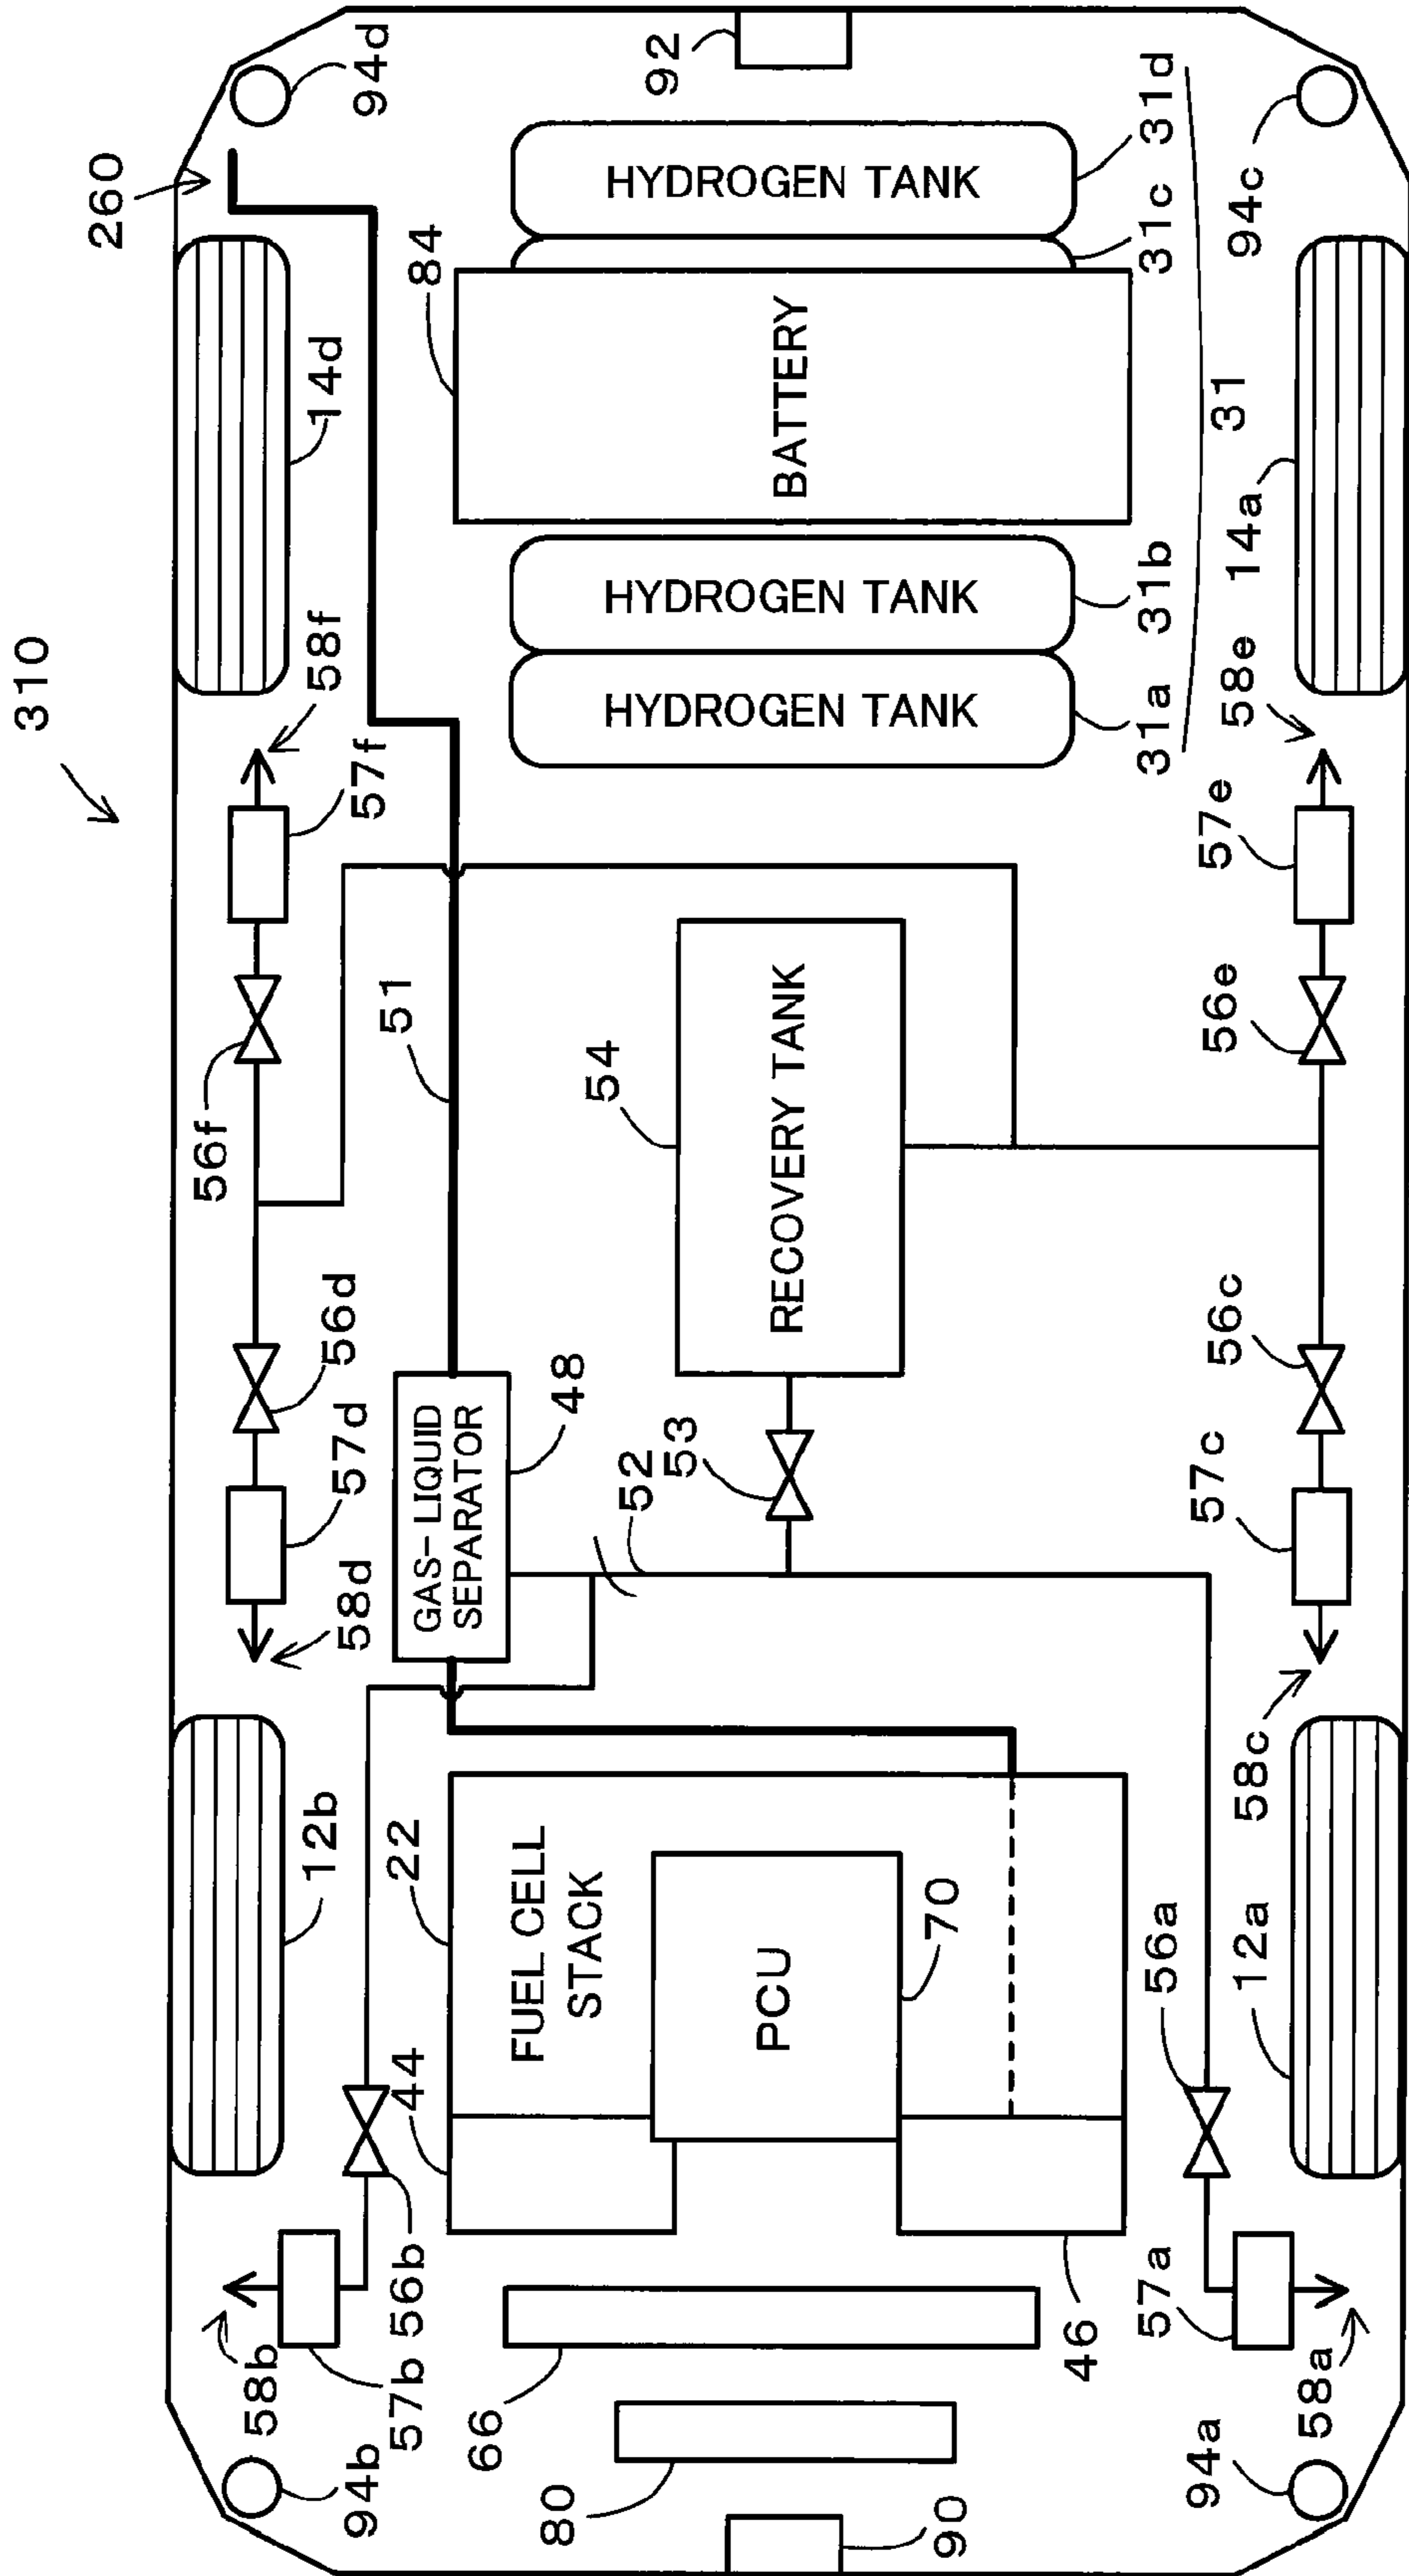 310
260
94d
92
31d
HYDROGEN TANK
31c
94c
84
14d
BATTERY
31
14a
HYDROGEN TANK
31b
HYDROGEN TANK
31a
58f
57f
58e
57e
51
56f
54
RECOVERY TANK
56e
56d
57d
58d
48
GAS-LIQUID
SEPARATOR
52
53
56c
57c
58c
12b
22
FUEL CELL
STACK
44
PCU
70
56a
12a
56b
57b
58b
94b
66
80
90
46
57a
58a
94a